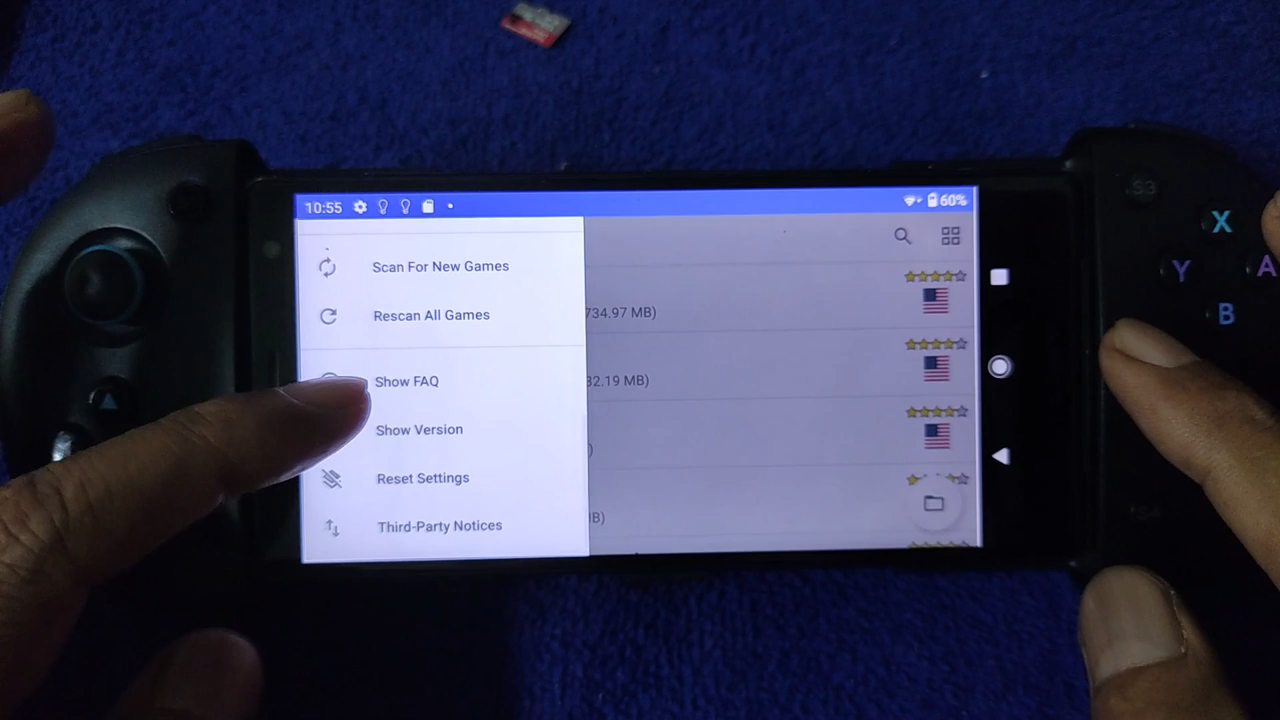 10:55
60%
Scan For New Games
Rescan All Games
734.97 MB)
Show FAQ
32.19 MB)
Show Version
)
Reset Settings
Third-Party Notices
S3
X
Y
A
B